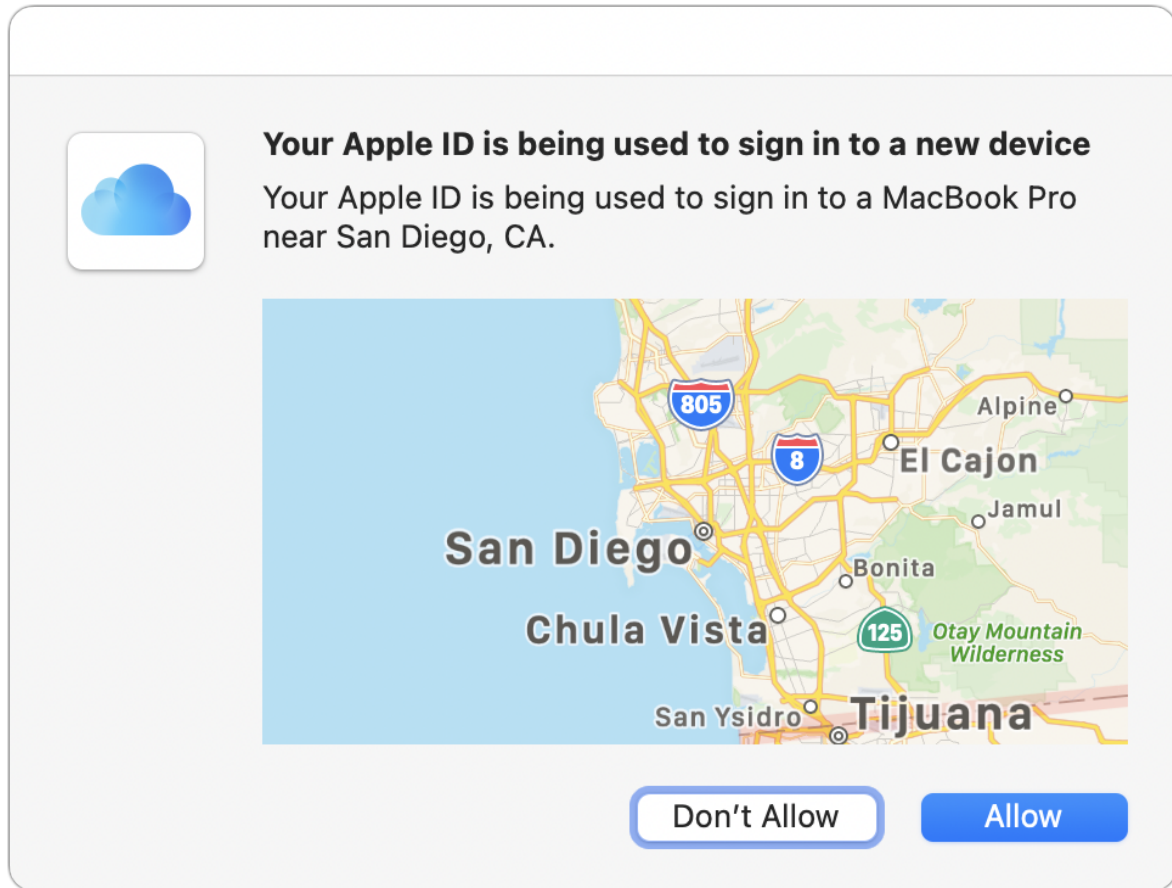 Your Apple ID is being used to sign in to a new device
Your Apple ID is being used to sign in to a MacBook Pro
near San Diego, CA.
805
Alpine
8
El Cajon
Jamul
San Diego
Bonita
Chula Vista
125
Otay Mountain
Wilderness
San Ysidro
Tijuana
Don’t Allow
Allow